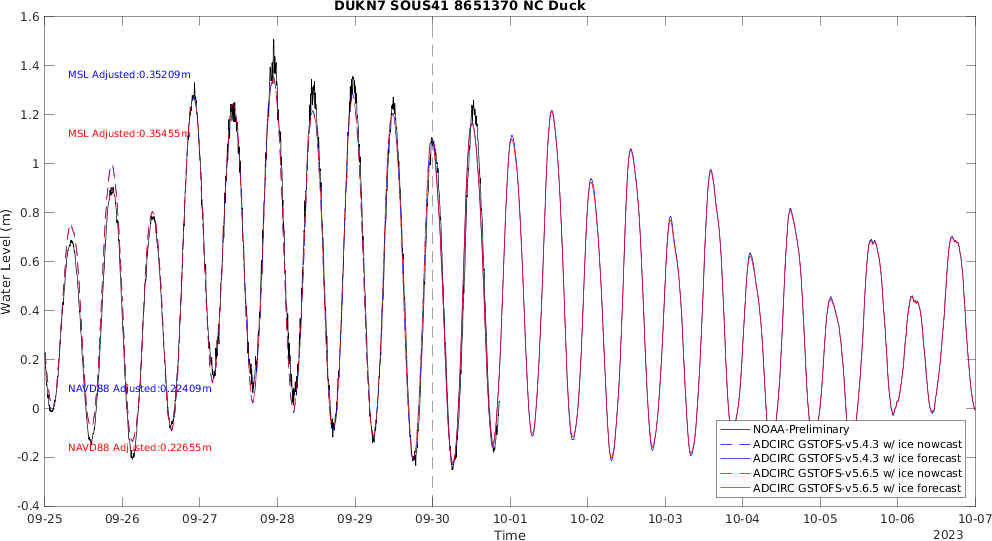 DUKN7 SOUS41 8651370 NC Duck
1.6
1.4
1.2
1
0.8
0.6
0.4
0.2
0
-0.2
-0.4
Water Level (m)
MSL Adjusted:0.35209m
MSL Adjusted:0.35455m
NAVD88 Adjusted:0.22409m
NAVD88 Adjusted:0.22655m
NOAA-Preliminary
ADCIRC GSTOFS-v5.4.3 w/ ice nowcast
ADCIRC GSTOFS-v5.4.3 w/ ice forecast
ADCIRC GSTOFS-v5.6.5 w/ ice nowcast
ADCIRC GSTOFS-v5.6.5 w/ ice forecast
09-25 09-26 09-27 09-28 09-29 09-30 10-01 10-02 10-03 10-04 10-05 10-06 10-07
Time
2023